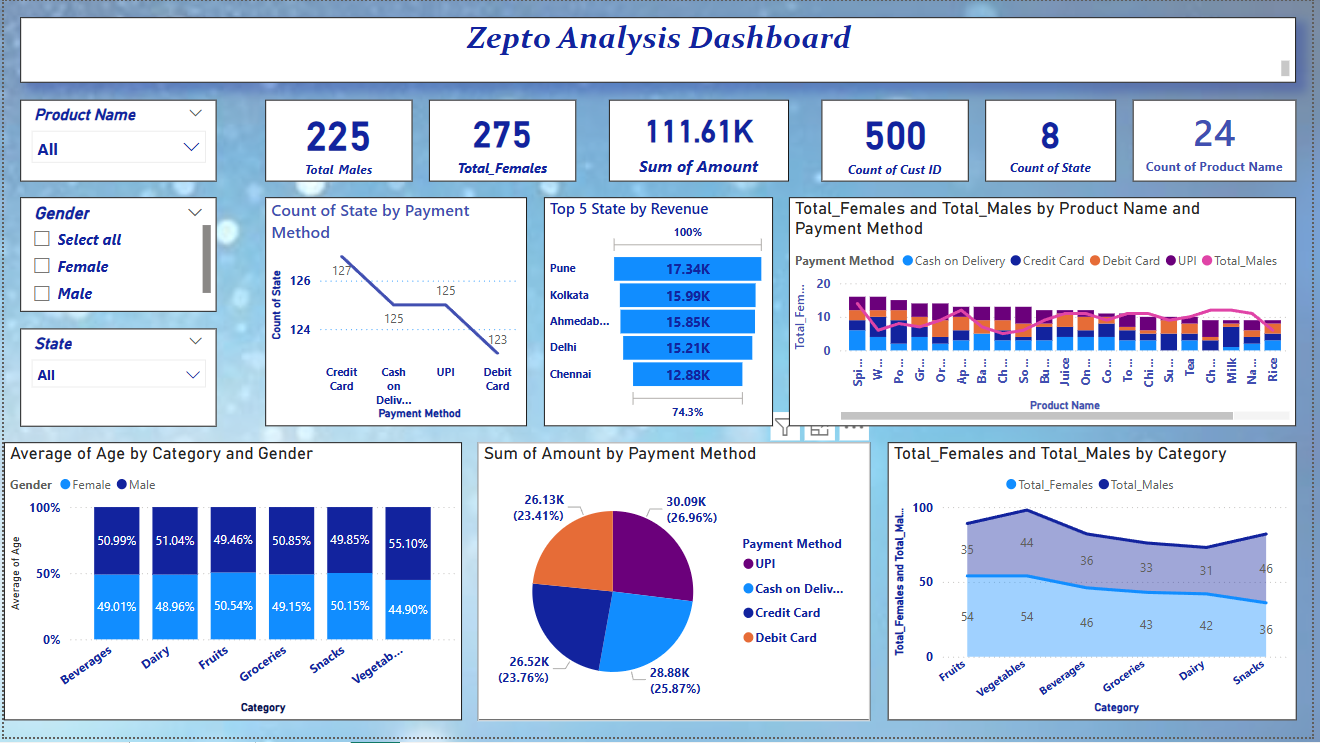 Zepto Analysis Dashboard
Product Name
All
225
Total_Males
275
Total_Females
111.61K
Sum of Amount
500
Count of Cust ID
8
Count of State
24
Count of Product Name
Gender
Select all
Female
Male
State
All
Count of State by Payment
Method
Count of State
126
124
127
125
125
123
Credit
Card
Cash
on
Deliv...
UPI
Debit
Card
Payment Method
Top 5 State by Revenue
100%
Pune
17.34K
Kolkata
15.99K
Ahmedab...
15.85K
Delhi
15.21K
Chennai
12.88K
74.3%
Total_Females and Total_Males by Product Name and
Payment Method
Payment Method Cash on Delivery Credit Card Debit Card UPI Total_Males
Total_Fem...
20
10
0
Spi...
W...
Po...
Gr...
Or...
Ap...
Ba...
Ch...
So...
Bu...
Juice
On...
Co...
To...
Chi...
Su...
Tea
Ch...
Milk
Na...
Rice
Product Name
Average of Age by Category and Gender
Gender Female Male
Average of Age
100%
50%
0%
50.99%
51.04%
49.46%
50.85%
49.85%
55.10%
49.01%
48.96%
50.54%
49.15%
50.15%
44.90%
Beverages
Dairy
Fruits
Groceries
Snacks
Vegetab...
Category
Sum of Amount by Payment Method
26.13K
(23.41%)
30.09K
(26.96%)
26.52K
(23.76%)
28.88K
(25.87%)
Payment Method
UPI
Cash on Deliv...
Credit Card
Debit Card
Total_Females and Total_Males by Category
Total_Females Total_Males
Total_Females and Total_Mal...
100
50
0
35
44
36
33
31
46
54
54
46
43
42
36
Fruits
Vegetables
Beverages
Groceries
Dairy
Snacks
Category